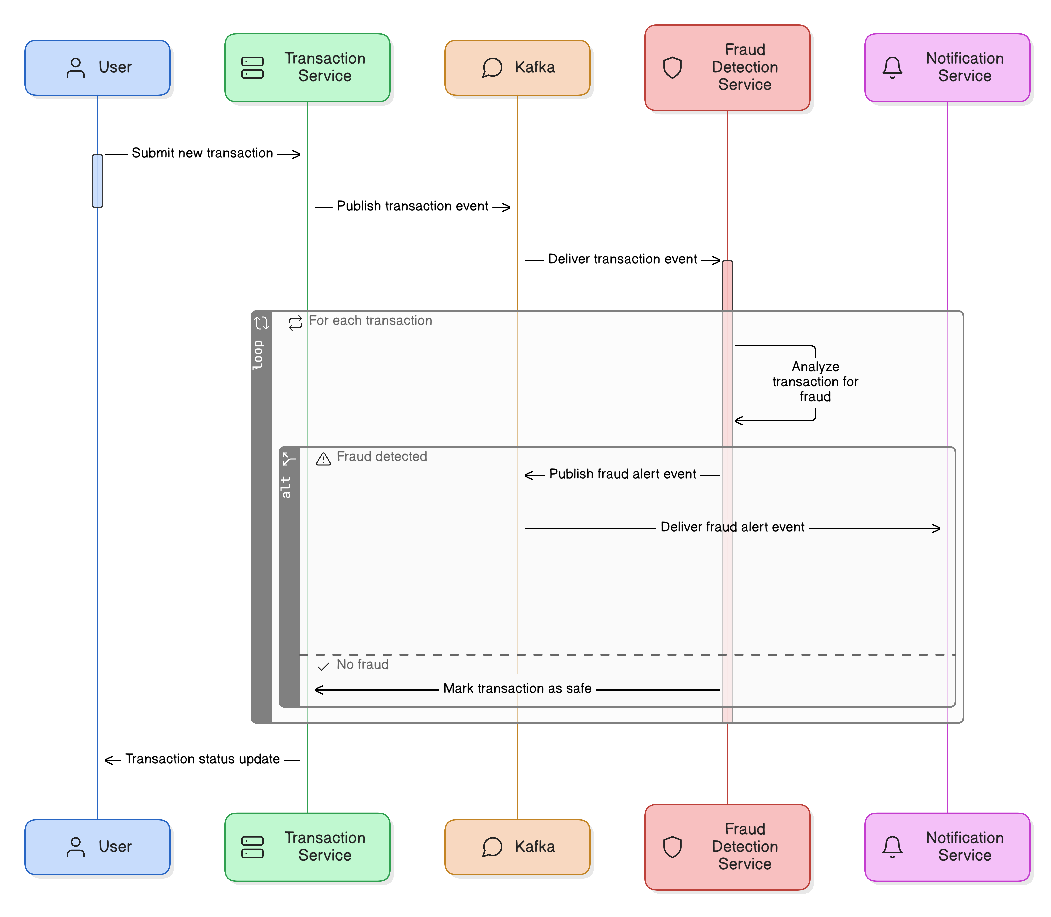 User
Transaction
Service
Kafka
Fraud
Detection
Service
Notification
Service
Submit new transaction
Publish transaction event
Deliver transaction event
loop
For each transaction
Analyze
transaction for
fraud
alt
Fraud detected
Publish fraud alert event
Deliver fraud alert event
No fraud
Mark transaction as safe
Transaction status update
User
Transaction
Service
Kafka
Fraud
Detection
Service
Notification
Service